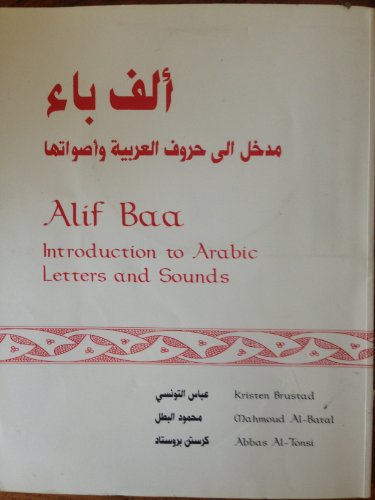 ألف باء
مدخل الى حروف العربية وأصواتها
Alif Baa
Introduction to Arabic
Letters and Sounds
عباس التونسي Kristen Brustad
محمود البطل Mahmoud Al-Batal
كرستن بروستاد Abbas Al-Tonsi